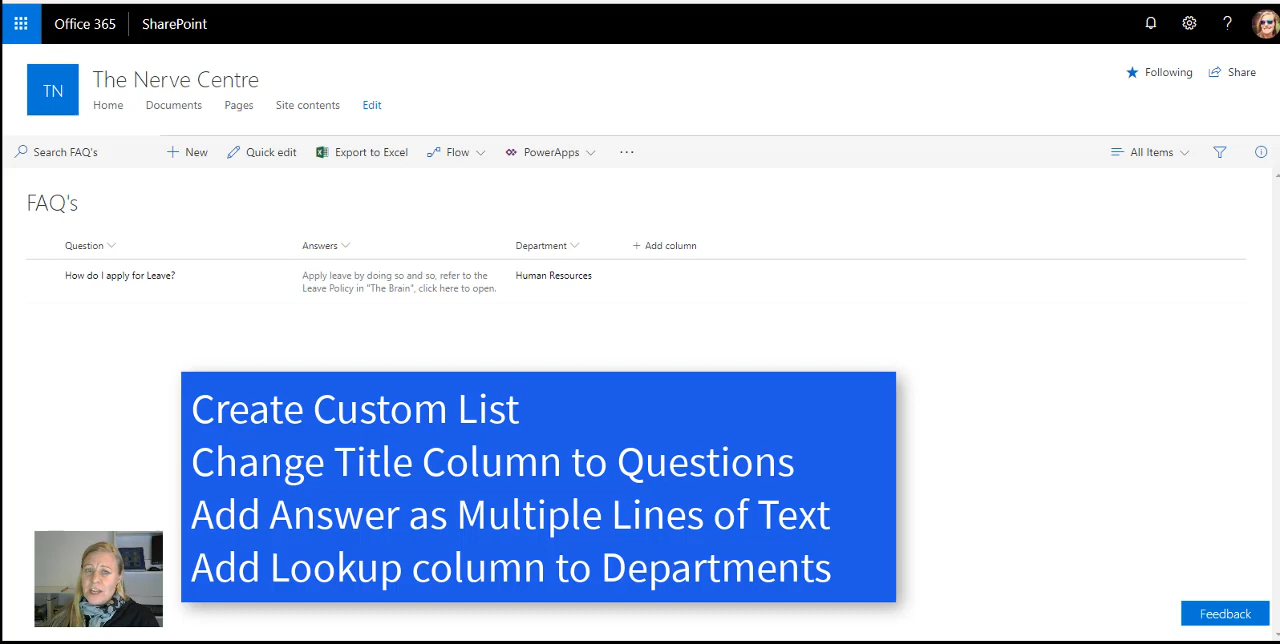 Office 365 SharePoint ?
TN The Nerve Centre Following Share
Home Documents Pages Site contents Edit
Search FAQ's + New Quick edit Export to Excel Flow PowerApps ... All Items
FAQ's
Question Answers Department + Add column
How do I apply for Leave? Apply leave by doing so and so, refer to the Human Resources
Leave Policy in "The Brain", click here to open.
Create Custom List
Change Title Column to Questions
Add Answer as Multiple Lines of Text
Add Lookup column to Departments
Feedback